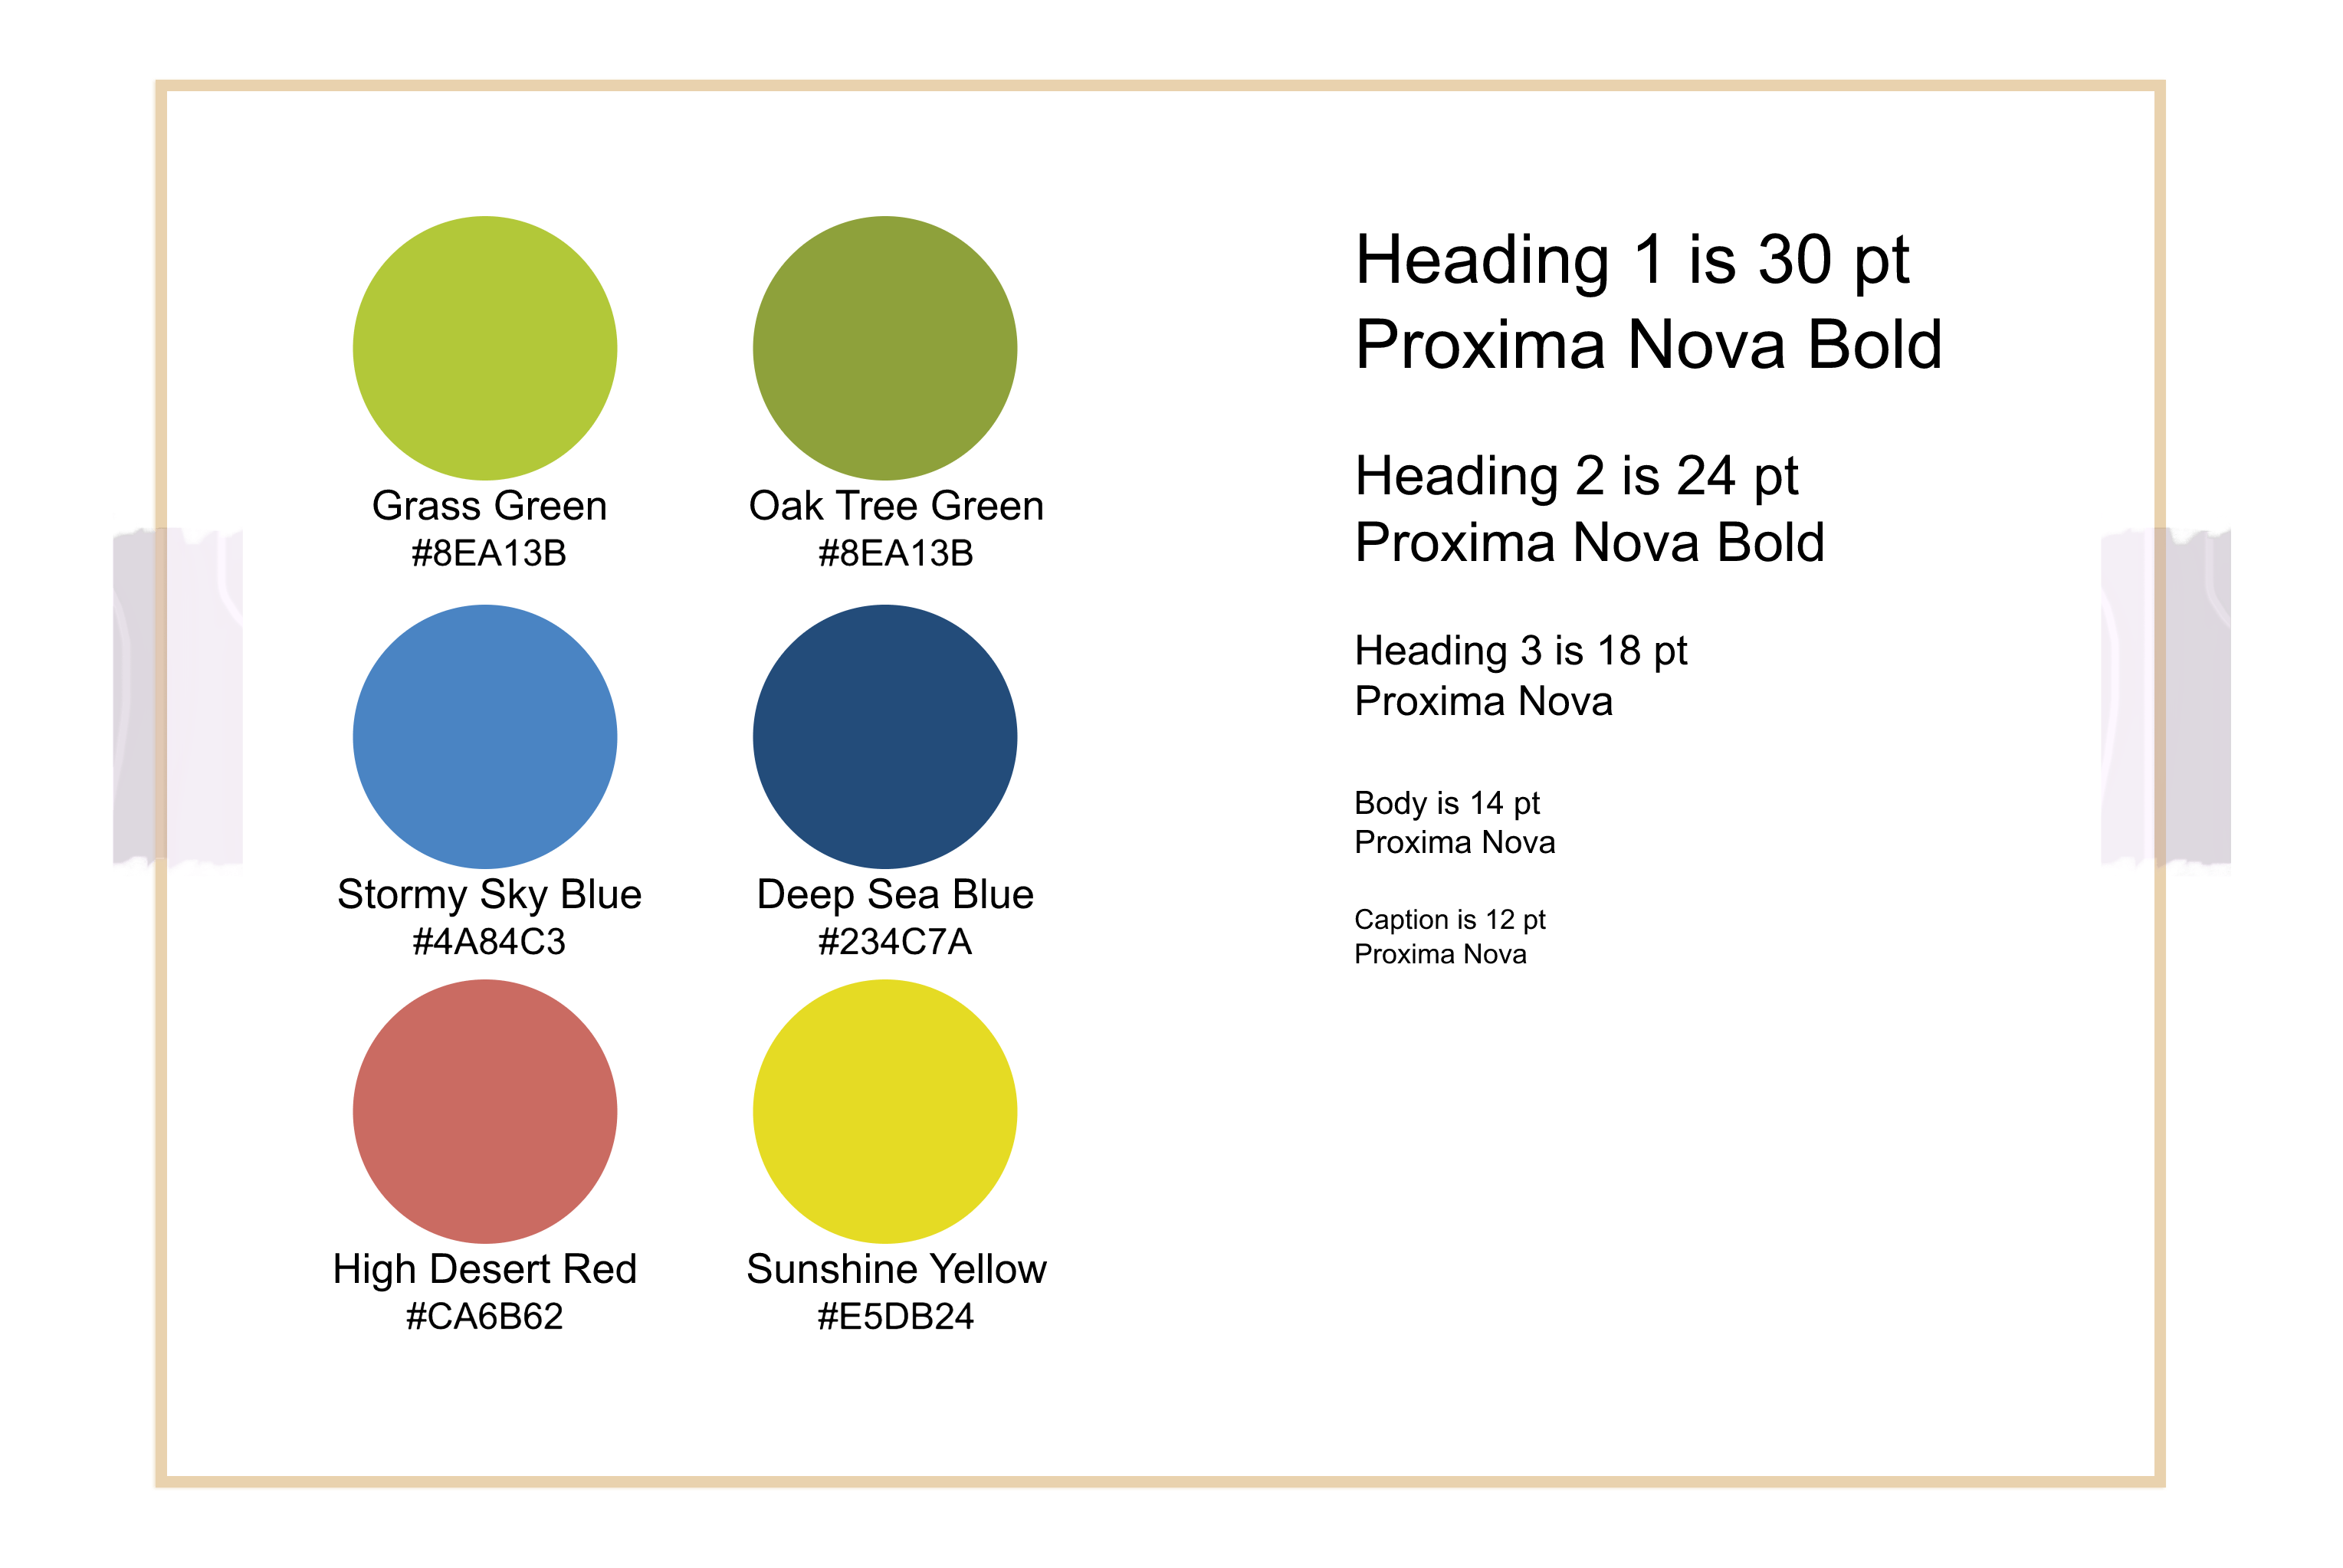 Grass Green
#8EA13B
Oak Tree Green
#8EA13B
Stormy Sky Blue
#4A84C3
Deep Sea Blue
#234C7A
High Desert Red
#CA6B62
Sunshine Yellow
#E5DB24
Heading 1 is 30 pt
Proxima Nova Bold
Heading 2 is 24 pt
Proxima Nova Bold
Heading 3 is 18 pt
Proxima Nova
Body is 14 pt
Proxima Nova
Caption is 12 pt
Proxima Nova